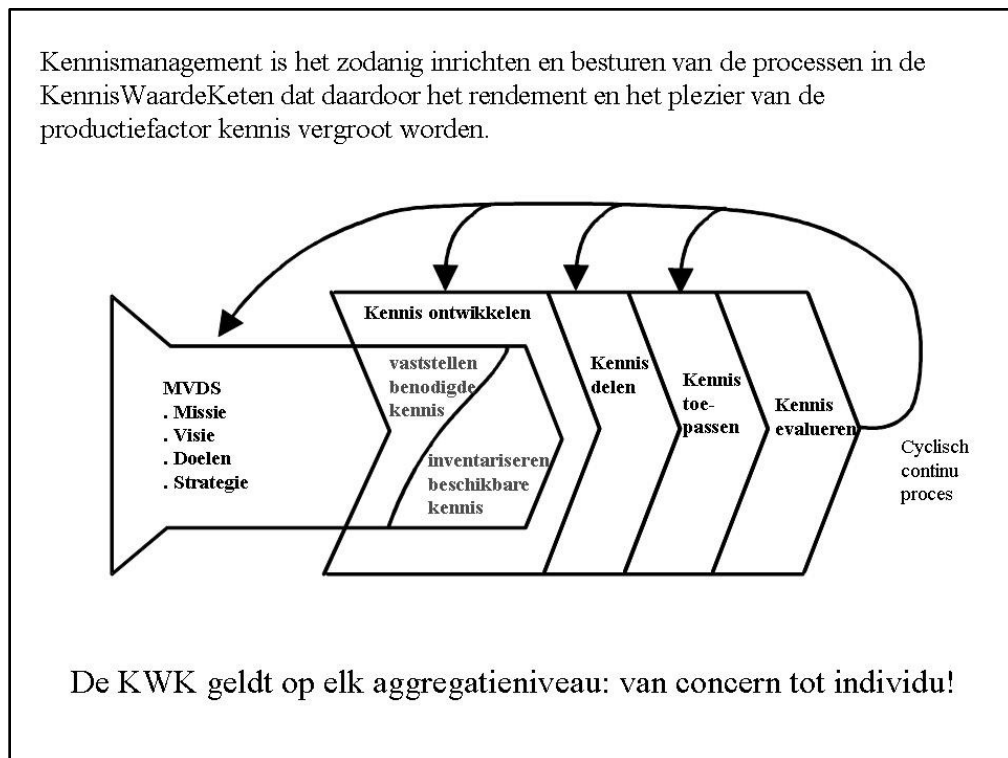 Kennismanagement is het zodanig inrichten en besturen van de processen in de
KennisWaardeKeten dat daardoor het rendement en het plezier van de
productiefactor kennis vergroot worden.
Kennis ontwikkelen
vaststellen
benodigde
kennis
inventariseren
beschikbare
kennis
MVDS
. Missie
. Visie
. Doelen
. Strategie
Kennis
delen
Kennis
toe-
passen
Kennis
evalueren
Cyclisch
continu
proces
De KWK geldt op elk aggregatieniveau: van concern tot individu!